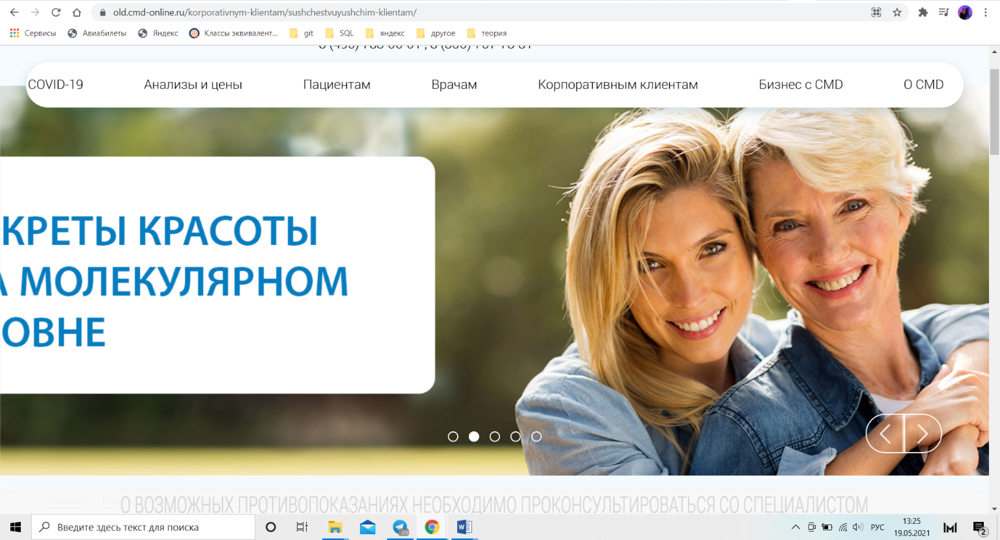 old.cmd-online.ru/korporativnym-klientam/sushchestvuyushchim-klientam/
Сервисы Авиабилеты Яндекс Классы эквивалент... git SQL яндекс другое теория
COVID-19 Анализы и цены Пациентам Врачам Корпоративным клиентам Бизнес с CMD О CMD
КРЕТЫ КРАСОТЫ
А МОЛЕКУЛЯРНОМ
ОВНЕ
О ВОЗМОЖНЫХ ПРОТИВОПОКАЗАНИЯХ НЕОБХОДИМО ПРОКОНСУЛЬТИРОВАТЬСЯ СО СПЕЦИАЛИСТОМ
Введите здесь текст для поиска 09 РУС 13:25
19.05.2021 2